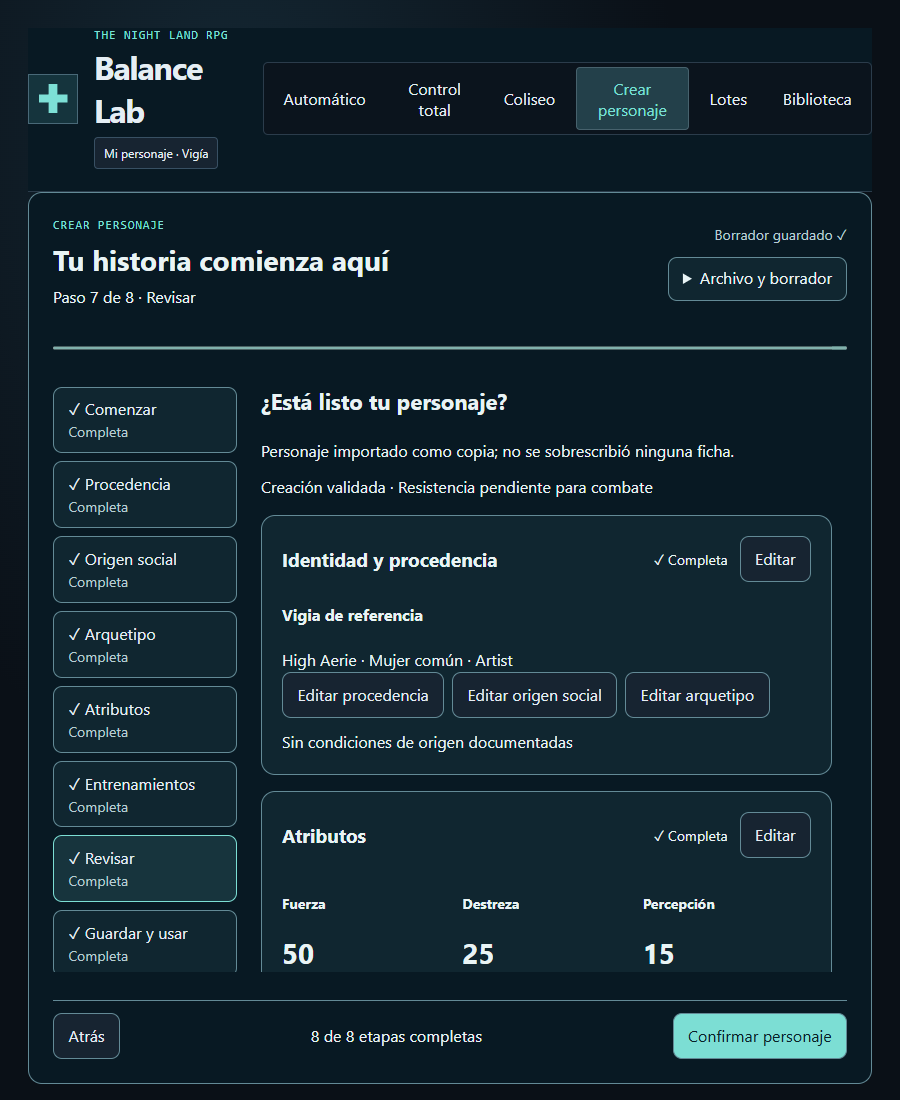 THE NIGHT LAND RPG
Balance
Lab
Mi personaje · Vigía
Automático
Control
total
Coliseo
Crear
personaje
Lotes
Biblioteca
CREAR PERSONAJE
Tu historia comienza aquí
Paso 7 de 8 · Revisar
Borrador guardado ✓
▶ Archivo y borrador
✓ Comenzar
Completa
✓ Procedencia
Completa
✓ Origen social
Completa
✓ Arquetipo
Completa
✓ Atributos
Completa
✓ Entrenamientos
Completa
✓ Revisar
Completa
✓ Guardar y usar
Completa
¿Está listo tu personaje?
Personaje importado como copia; no se sobrescribió ninguna ficha.
Creación validada · Resistencia pendiente para combate
Identidad y procedencia
✓ Completa
Editar
Vigia de referencia
High Aerie · Mujer común · Artist
Editar procedencia
Editar origen social
Editar arquetipo
Sin condiciones de origen documentadas
Atributos
✓ Completa
Editar
Fuerza
Destreza
Percepción
50
25
15
Atrás
8 de 8 etapas completas
Confirmar personaje